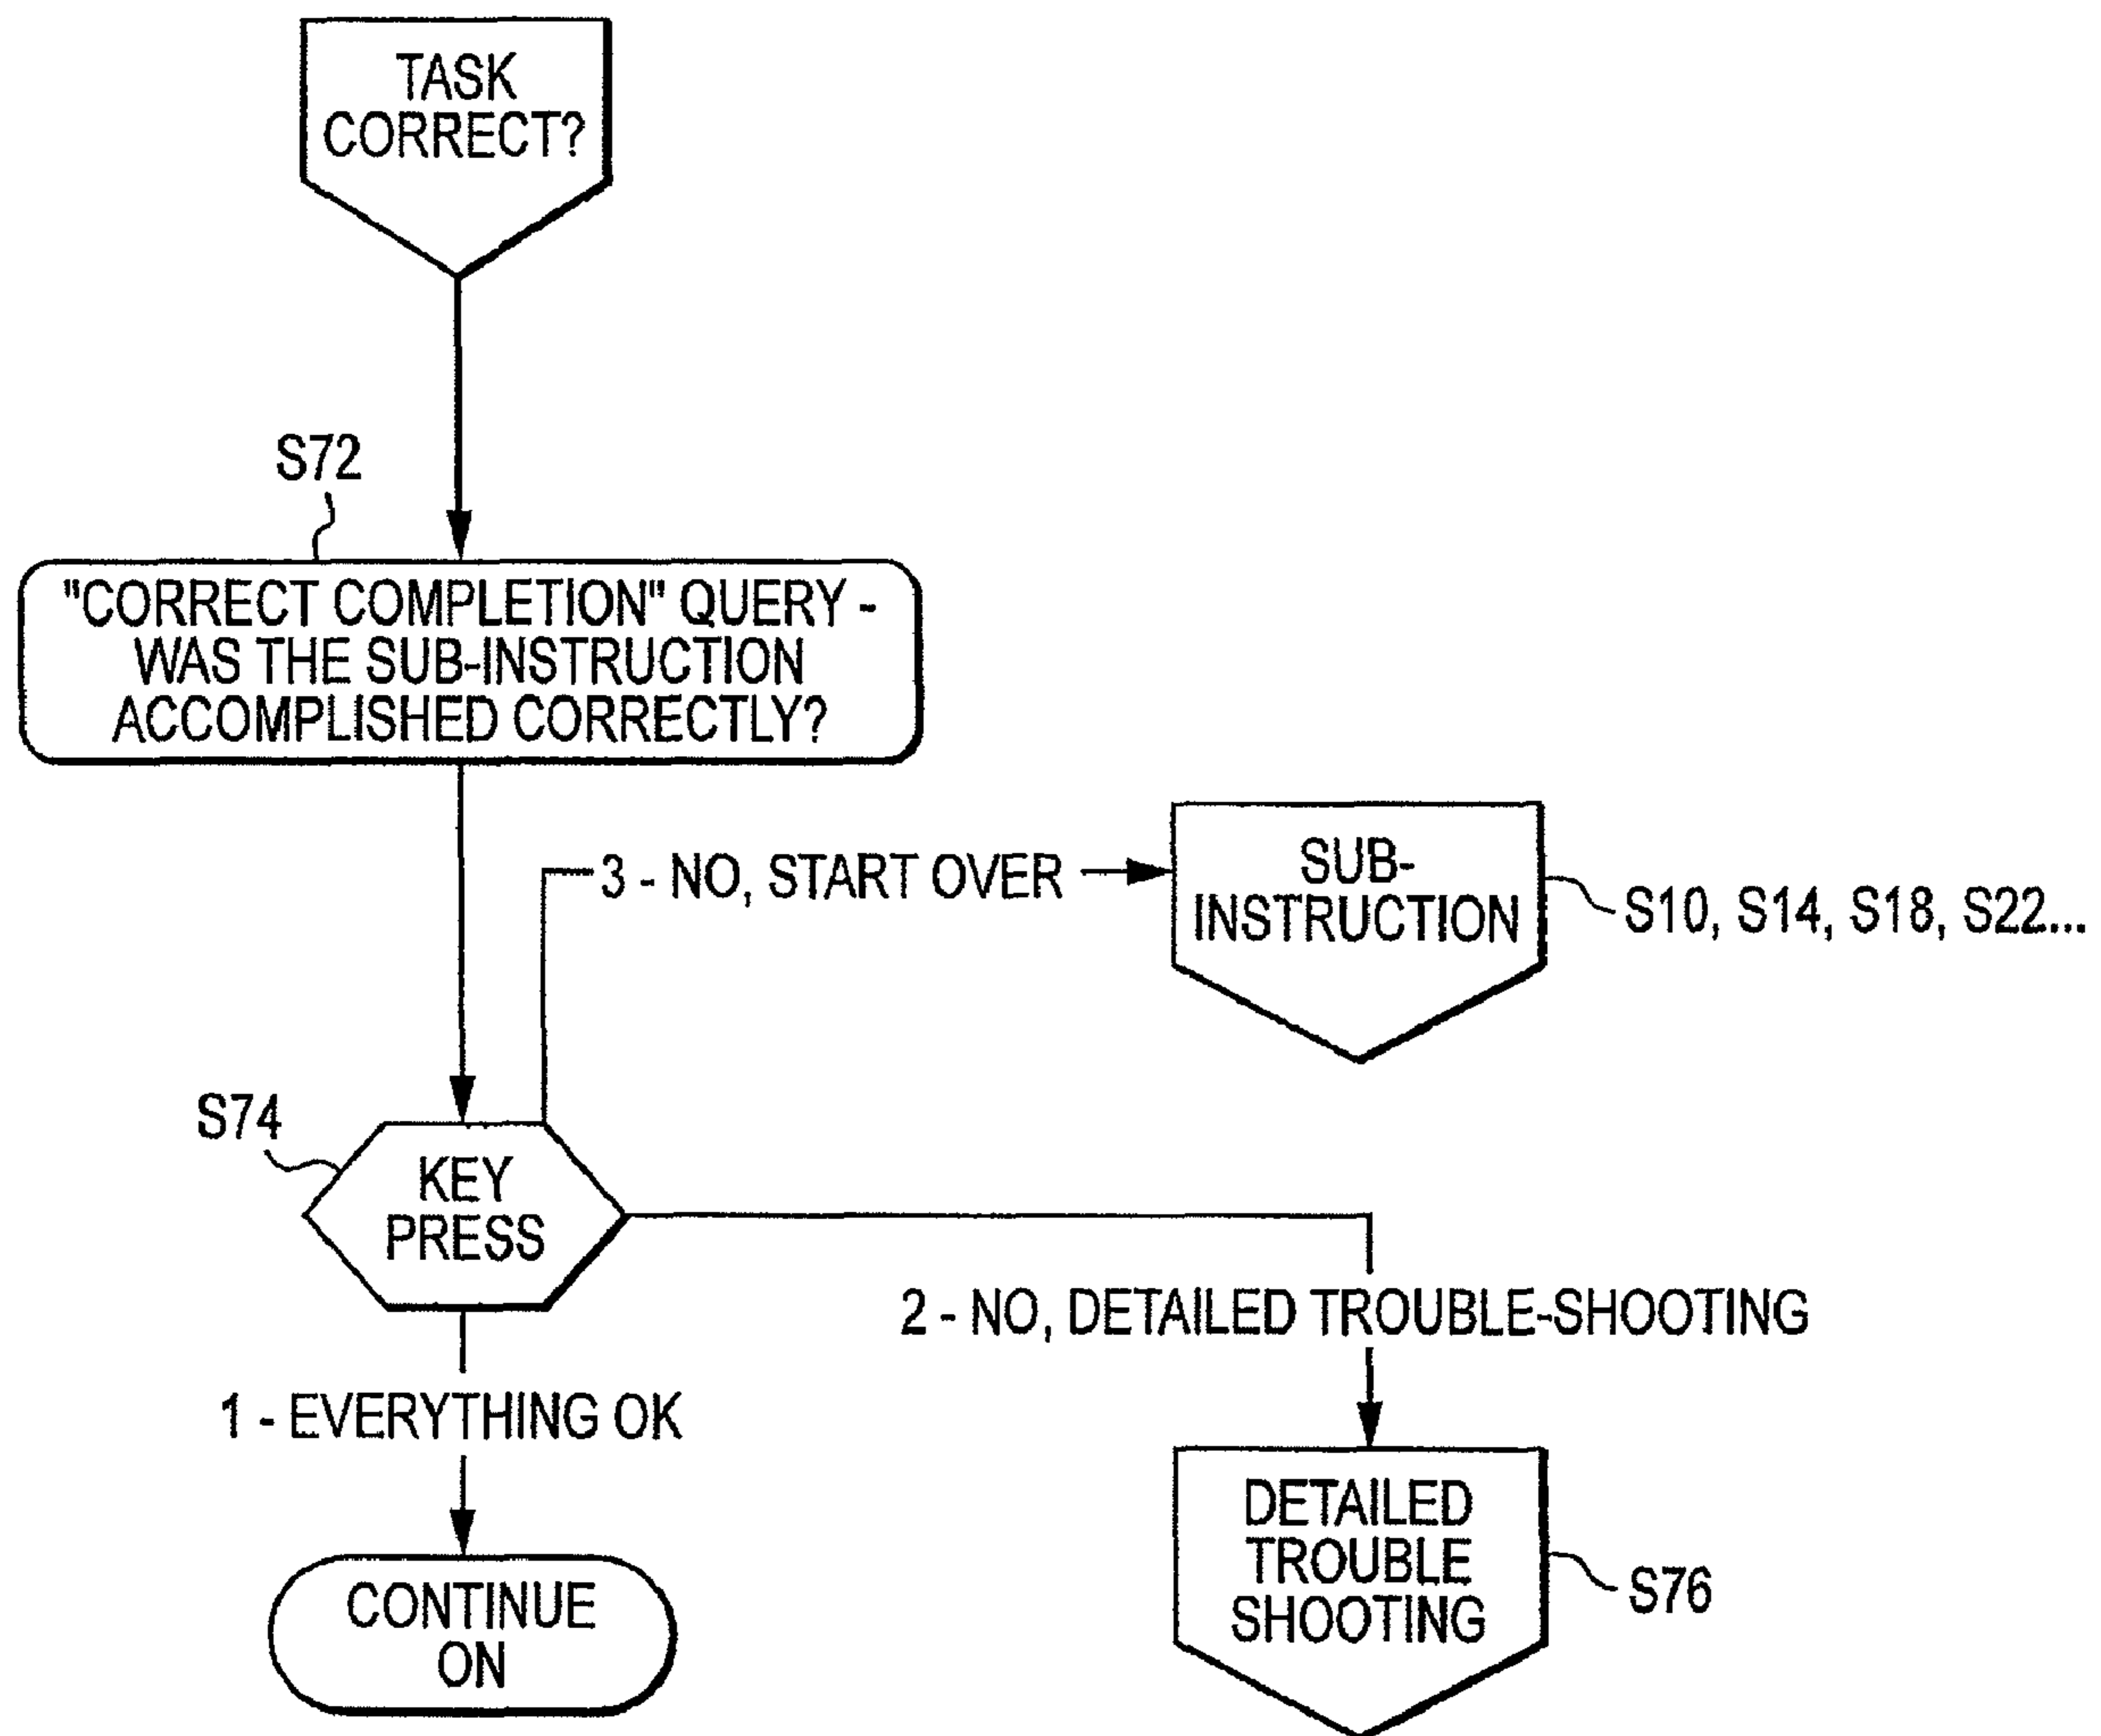 TASK
CORRECT?
S72
"CORRECT COMPLETION" QUERY -
WAS THE SUB-INSTRUCTION
ACCOMPLISHED CORRECTLY?
3 - NO, START OVER
SUB-
INSTRUCTION
S10, S14, S18, S22...
S74
KEY
PRESS
2 - NO, DETAILED TROUBLE-SHOOTING
1 - EVERYTHING OK
DETAILED
TROUBLE
SHOOTING
S76
CONTINUE
ON